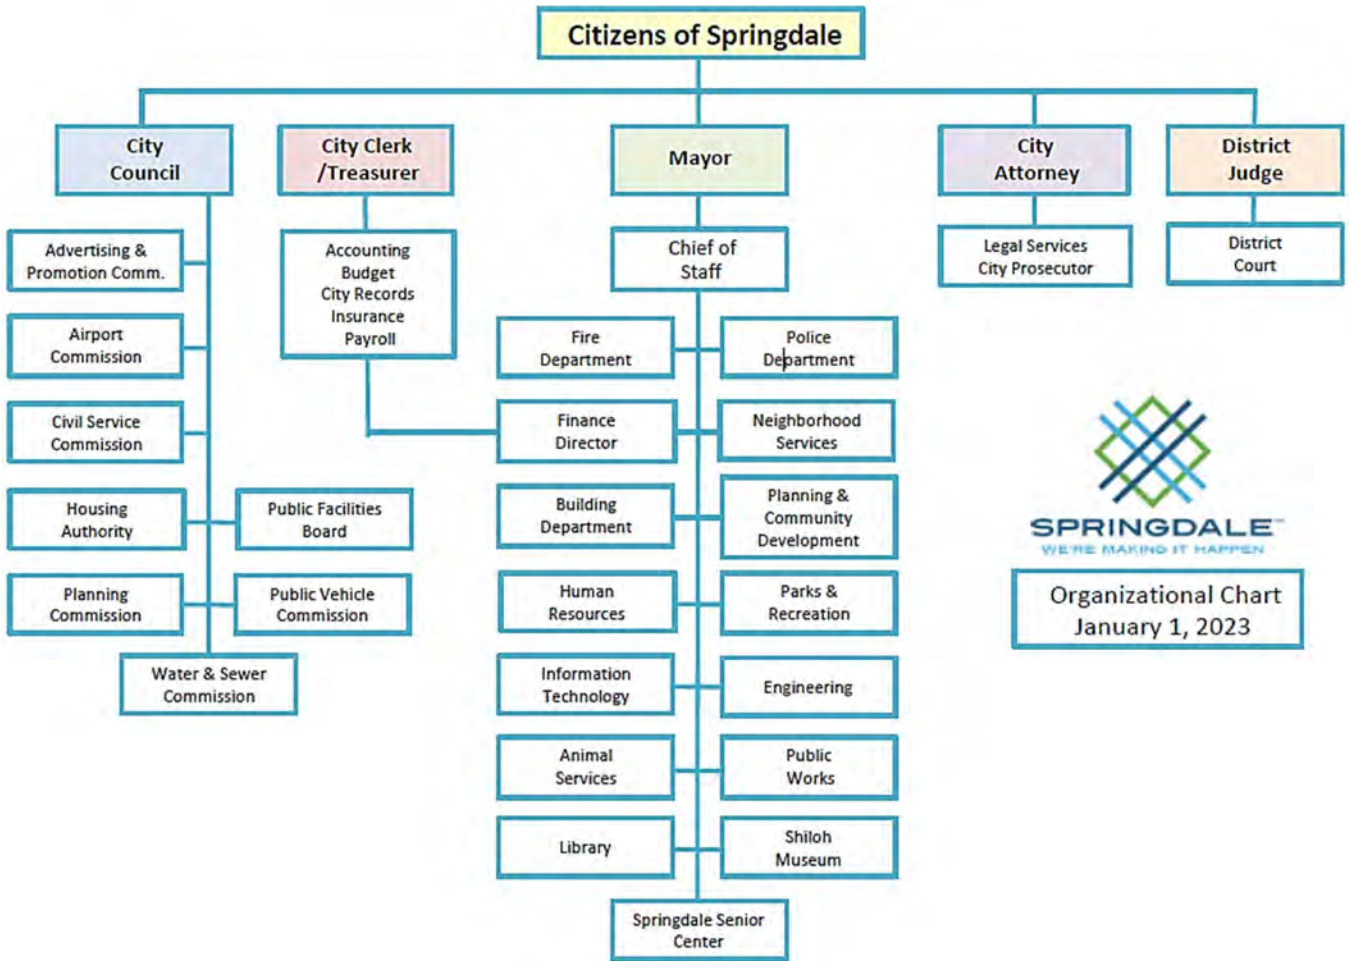 Citizens of Springdale
City
Council
City Clerk
/Treasurer
Mayor
City
Attorney
District
Judge
Advertising &
Promotion Comm.
Airport
Commission
Civil Service
Commission
Housing
Authority
Public Facilities
Board
Planning
Commission
Public Vehicle
Commission
Water & Sewer
Commission
Accounting
Budget
City Records
Insurance
Payroll
Chief of
Staff
Fire
Department
Police
Department
Finance
Director
Neighborhood
Services
Building
Department
Planning &
Community
Development
Human
Resources
Parks &
Recreation
Information
Technology
Engineering
Animal
Services
Public
Works
Library
Shiloh
Museum
Springdale Senior
Center
Legal Services
City Prosecutor
District
Court
SPRINGDALE™
WE'RE MAKING IT HAPPEN
Organizational Chart
January 1, 2023